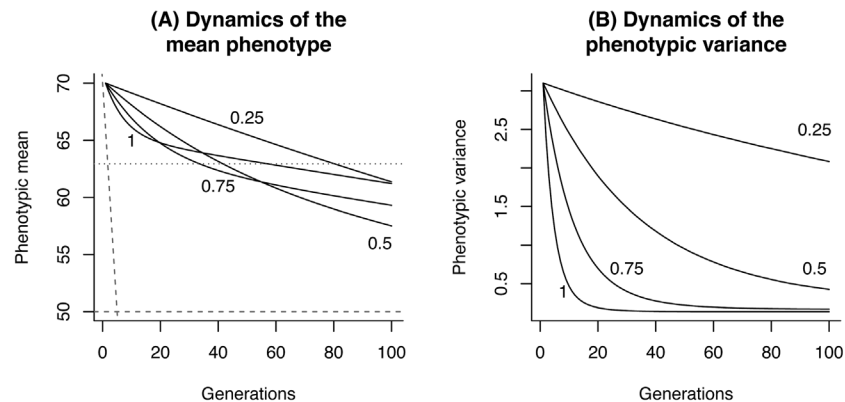 (A) Dynamics of the
mean phenotype
Phenotypic mean
70
65
60
55
50
0.25
1
0.75
0.5
0 20 40 60 80 100
Generations
(B) Dynamics of the
phenotypic variance
Phenotypic variance
2.5
1.5
0.5
0.25
0.5
0.75
1
0 20 40 60 80 100
Generations